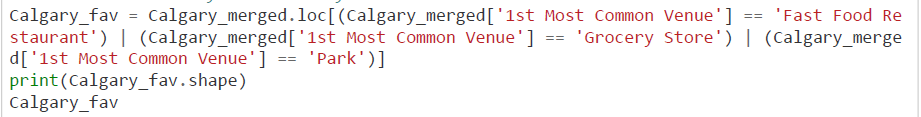 Calgary_fav = Calgary_merged.loc[(Calgary_merged['1st Most Common Venue'] == 'Fast Food Re
staurant') | (Calgary_merged['1st Most Common Venue'] == 'Grocery Store') | (Calgary_merge
d['1st Most Common Venue'] == 'Park')]
print(Calgary_fav.shape)
Calgary_fav